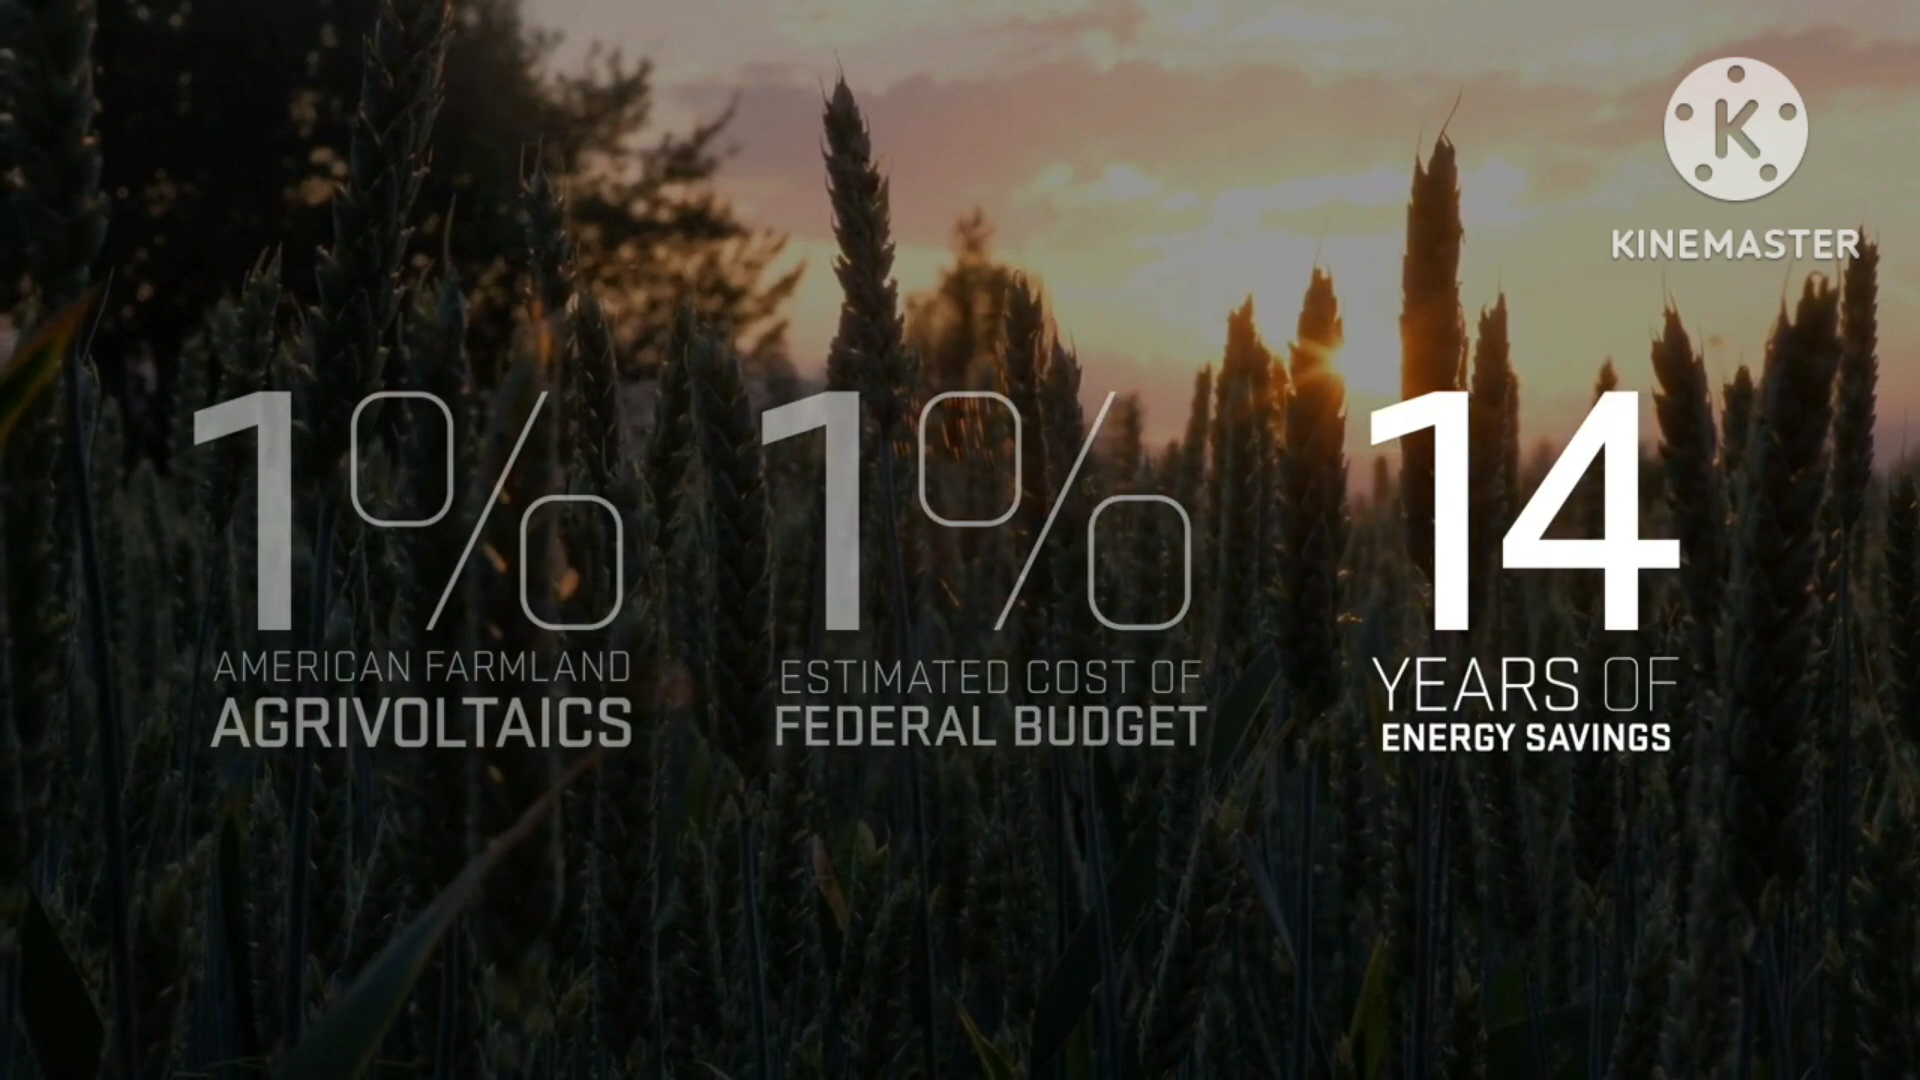 K
KINEMASTER
1%
AMERICAN FARMLAND
AGRIVOLTAICS
1%
ESTIMATED COST OF
FEDERAL BUDGET
14
YEARS OF
ENERGY SAVINGS